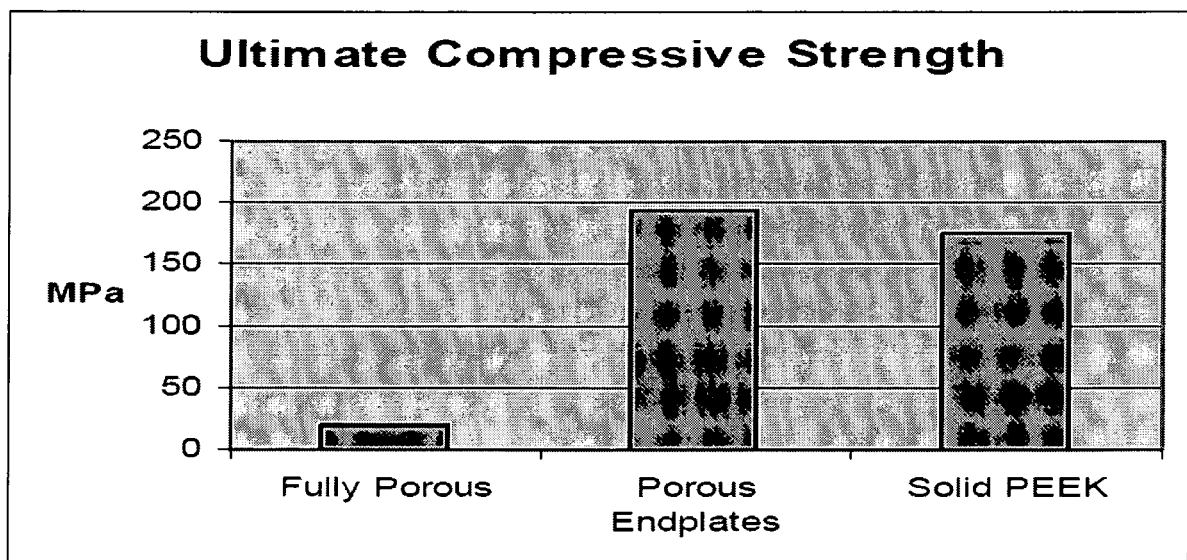 Ultimate Compressive Strength
250
200
150
MPa
100
50
0
Fully Porous
Porous
Endplates
Solid PEEK